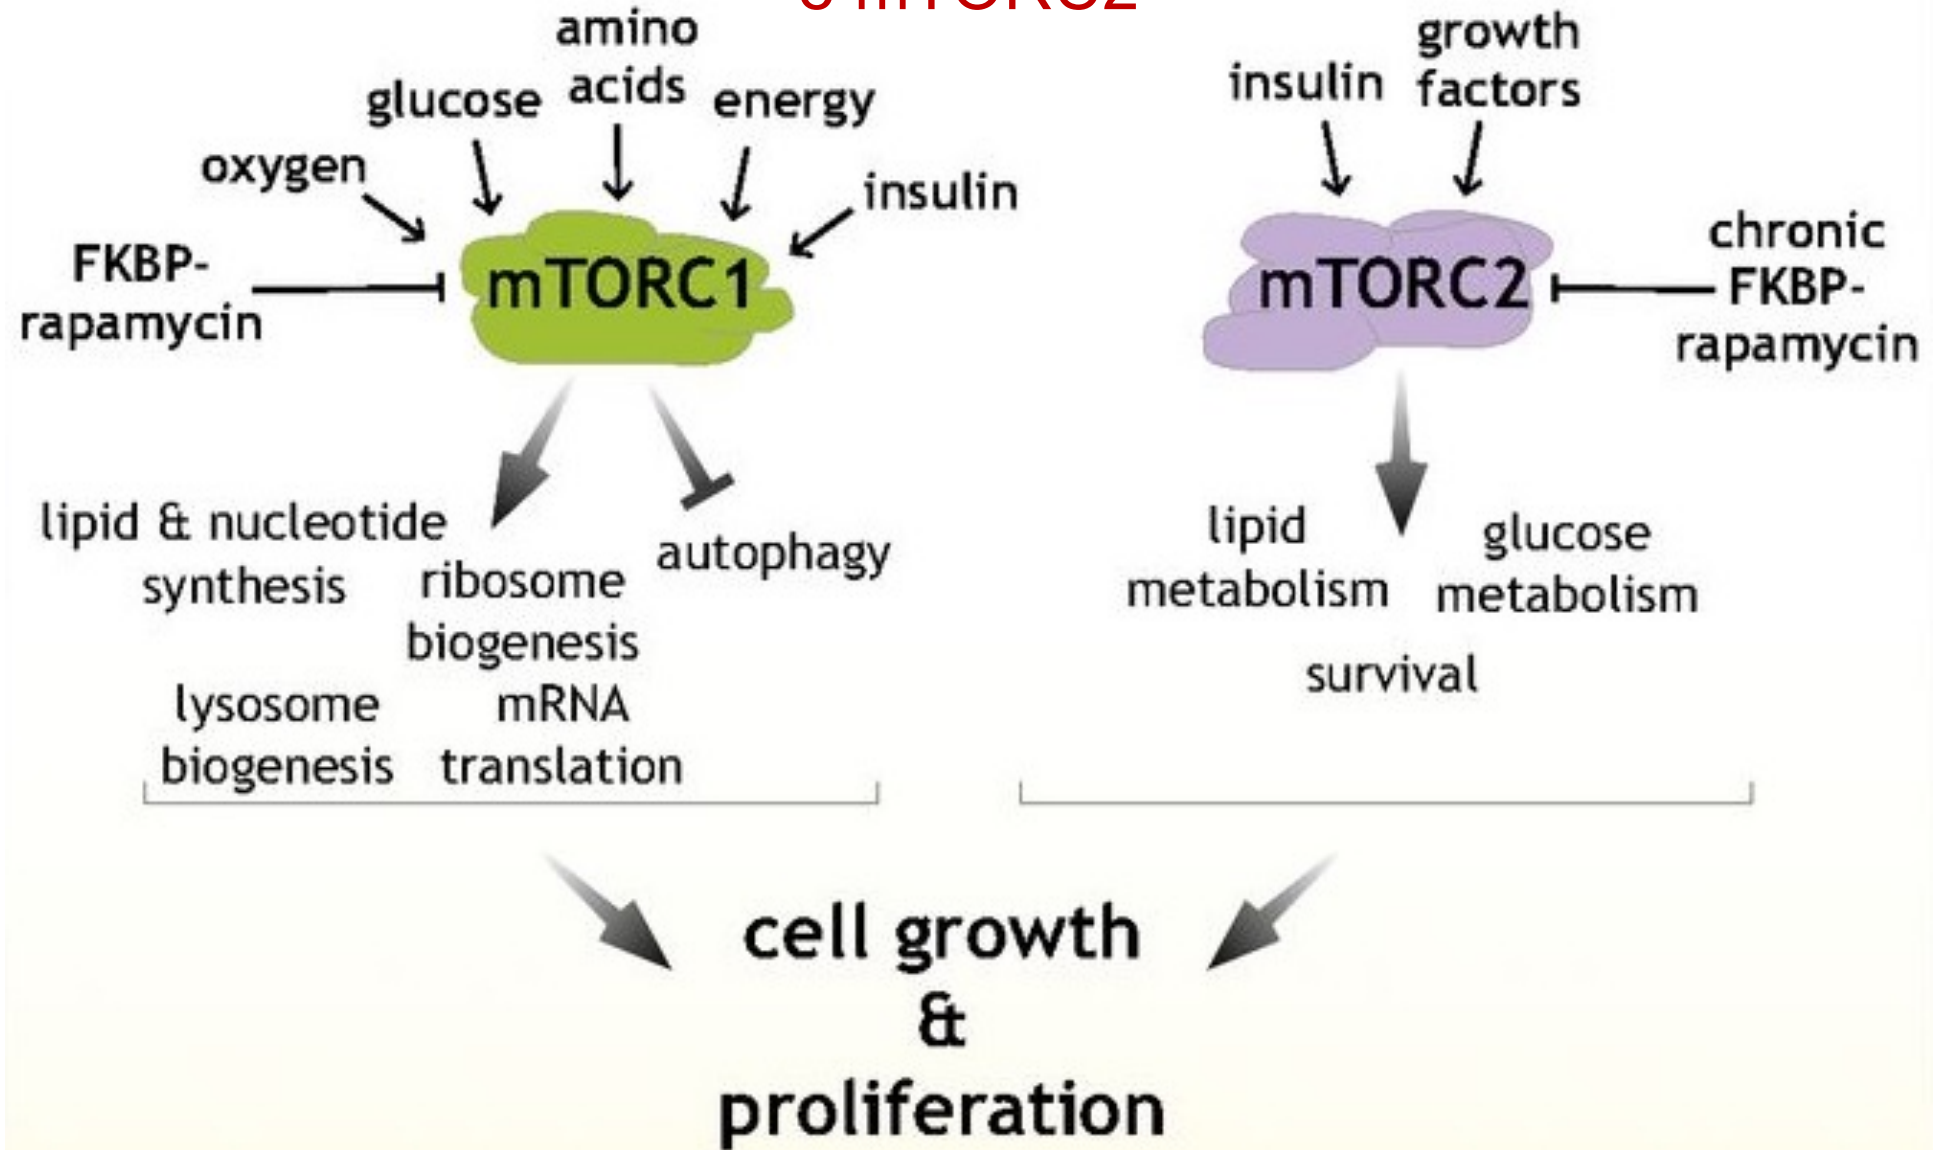 mTORC2
amino
acids
glucose
energy
oxygen
insulin
FKBP-
rapamycin
mTORC1
lipid & nucleotide
synthesis
ribosome
biogenesis
autophagy
lysosome
biogenesis
mRNA
translation
insulin
growth
factors
mTORC2
chronic
FKBP-
rapamycin
lipid
metabolism
glucose
metabolism
survival
cell growth
&
proliferation